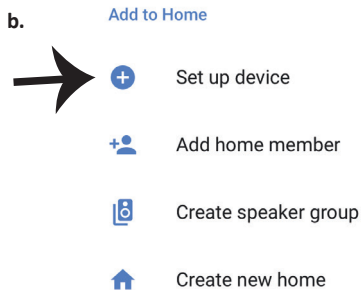 Add to Home
b.
Set up device
Add home member
Create speaker group
Create new home